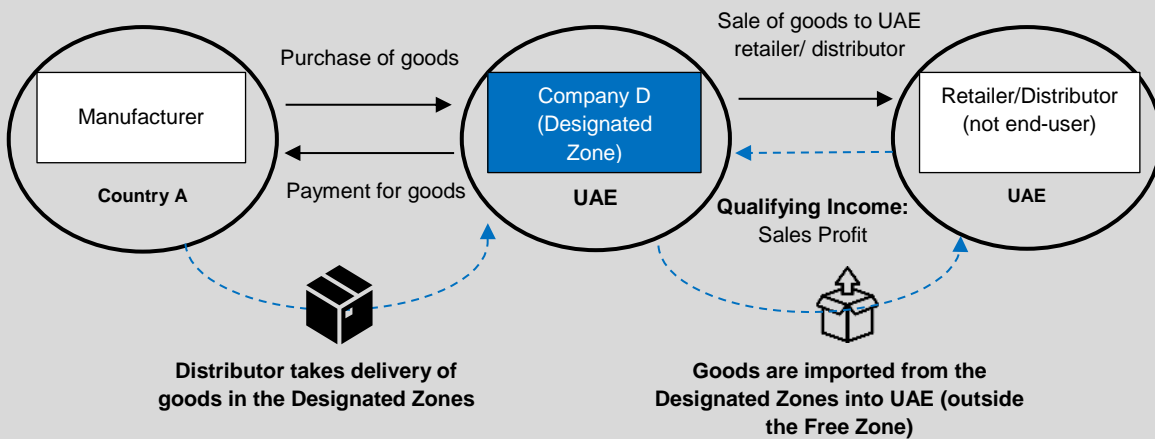 Purchase of goods
Sale of goods to UAE
retailer/ distributor
Manufacturer
Company D
(Designated
Zone)
Retailer/Distributor
(not end-user)
Country A
Payment for goods
UAE
Qualifying Income:
Sales Profit
UAE
Distributor takes delivery of
goods in the Designated Zones
Goods are imported from the
Designated Zones into UAE (outside
the Free Zone)